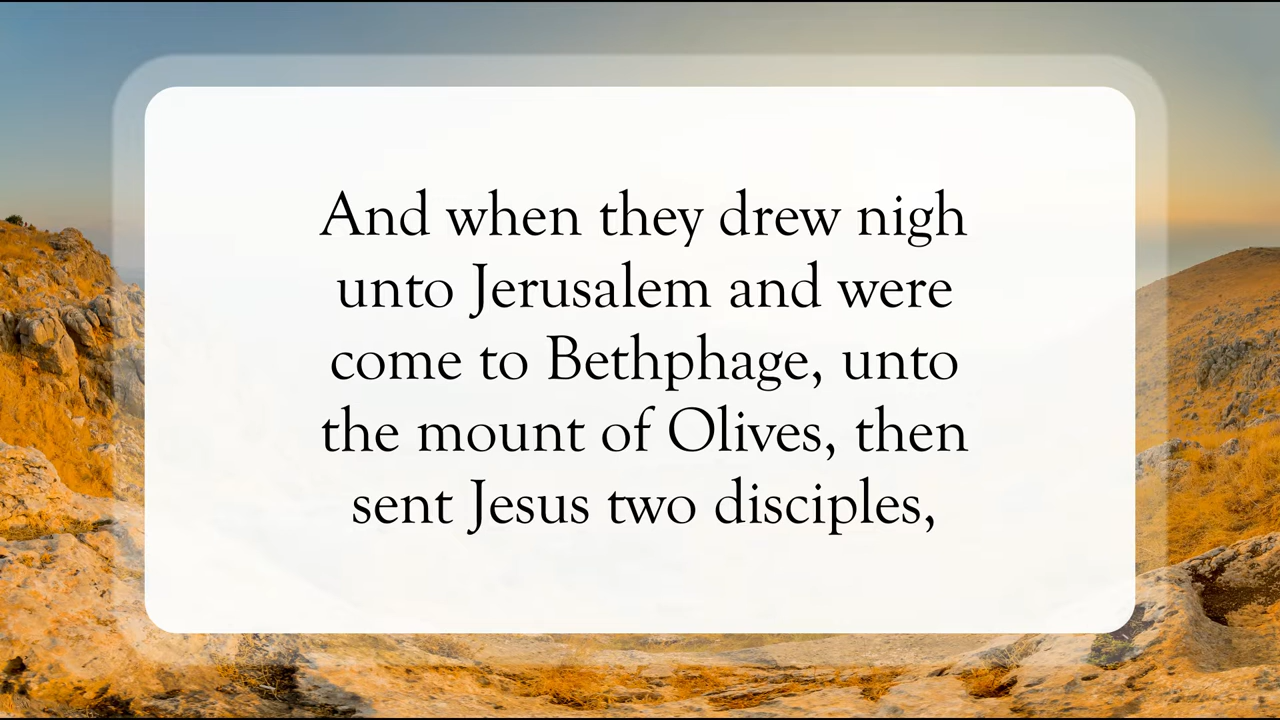 And when they drew nigh
unto Jerusalem and were
come to Bethphage, unto
the mount of Olives, then
sent Jesus two disciples,